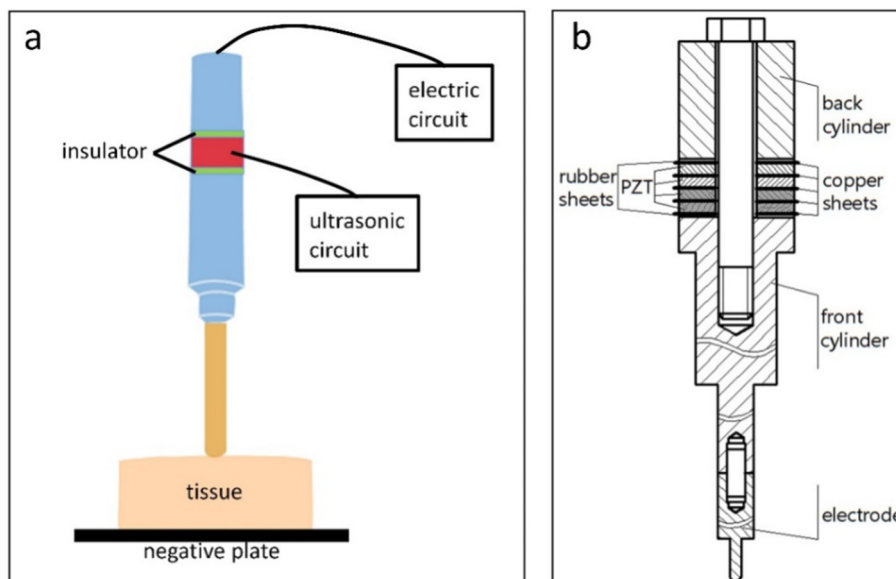 a
electric
circuit
insulator
ultrasonic
circuit
tissue
negative plate
b
back
cylinder
rubber
sheets
PZT
copper
sheets
front
cylinder
electrode